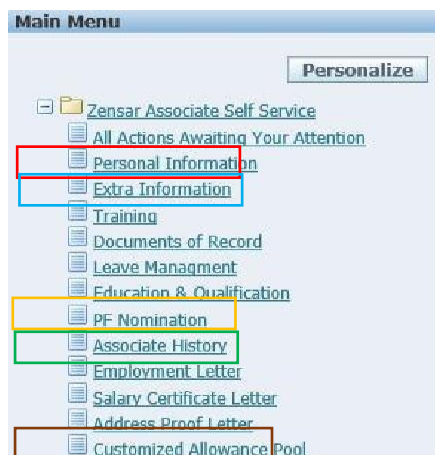 Main Menu
Personalize
Zensar Associate Self Service
All Actions Awaiting Your Attention
Personal Information
Extra Information
Training
Documents of Record
Leave Managment
Education & Qualification
PF Nomination
Associate History
Employment Letter
Salary Certificate Letter
Address Proof Letter
Customized Allowance Pool